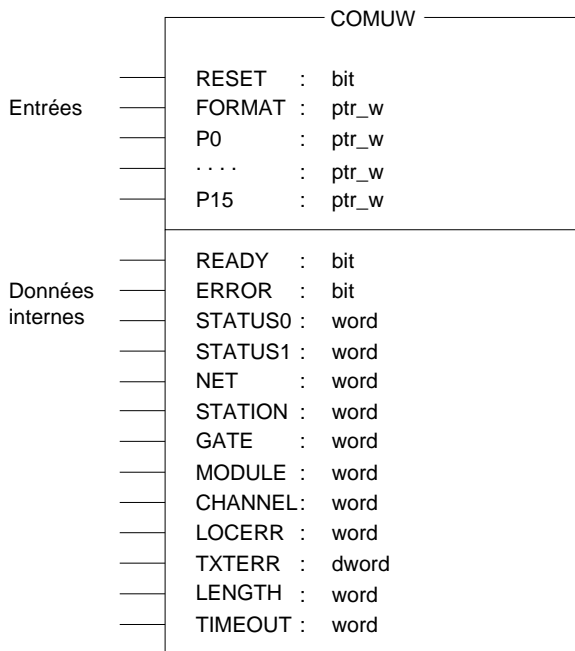 COMUW
RESET : bit
Entrées FORMAT : ptr_w
P0 : ptr_w
. . . . : ptr_w
P15 : ptr_w
READY : bit
Données ERROR : bit
internes STATUS0 : word
STATUS1 : word
NET : word
STATION : word
GATE : word
MODULE : word
CHANNEL : word
LOCERR : word
TXTERR : dword
LENGTH : word
TIMEOUT : word